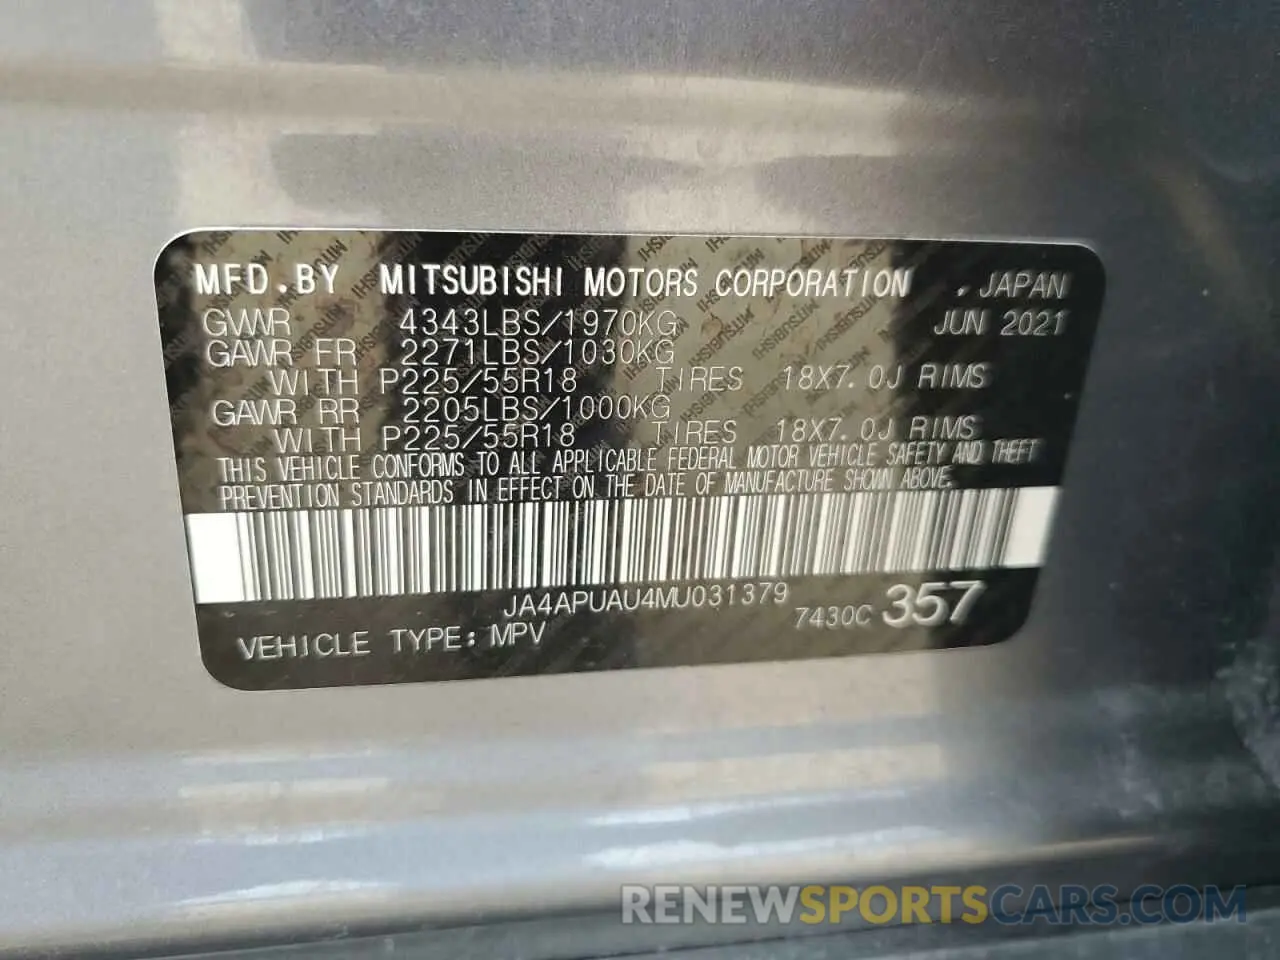 MFD.BY MITSUBISHI MOTORS CORPORATION , JAPAN
GVWR 4343LBS/1970KG JUN 2021
GAWR FR 2271LBS/1030KG
WITH P225/55R18 TIRES 18X7.0J RIMS
GAWR RR 2205LBS/1000KG
WITH P225/55R18 TIRES 18X7.0J RIMS
THIS VEHICLE CONFORMS TO ALL APPLICABLE FEDERAL MOTOR VEHICLE SAFETY AND THEFT
PREVENTION STANDARDS IN EFFECT ON THE DATE OF MANUFACTURE SHOWN ABOVE.
JA4APUAU4MU031379
7430C 357
VEHICLE TYPE: MPV
RENEWSPORTSCARS.COM